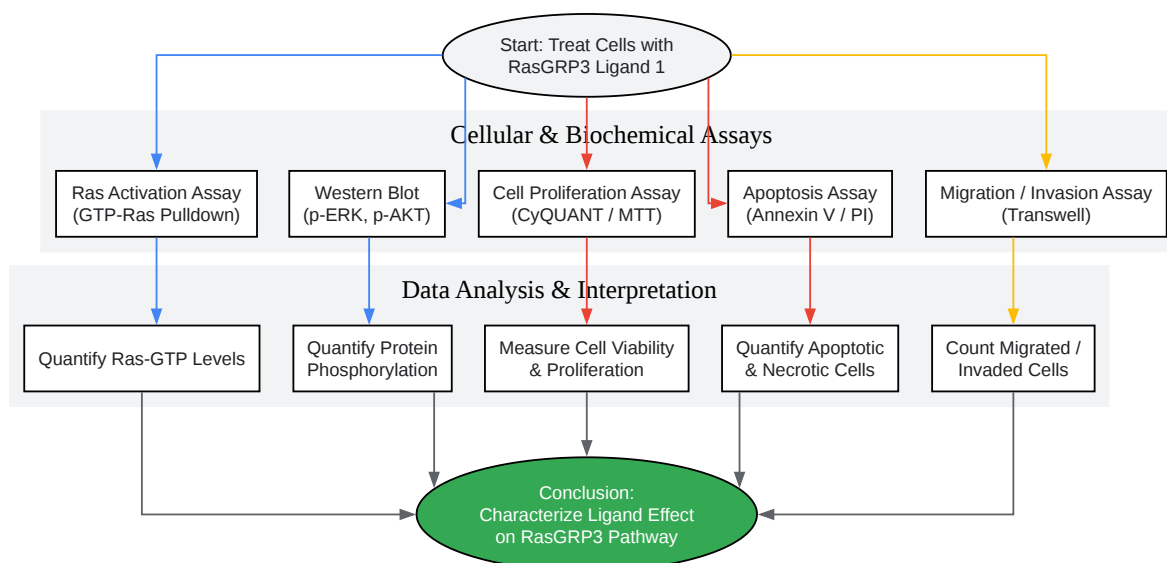 Start: Treat Cells with
RasGRP3 Ligand 1
Cellular & Biochemical Assays
Ras Activation Assay
(GTP-Ras Pulldown)
Western Blot
(p-ERK, p-AKT)
Cell Proliferation Assay
(CyQUANT / MTT)
Apoptosis Assay
(Annexin V / PI)
Migration / Invasion Assay
(Transwell)
Data Analysis & Interpretation
Quantify Ras-GTP Levels
Quantify Protein
Phosphorylation
Measure Cell Viability
& Proliferation
Quantify Apoptotic
& Necrotic Cells
Count Migrated /
Invaded Cells
Conclusion:
Characterize Ligand Effect
on RasGRP3 Pathway